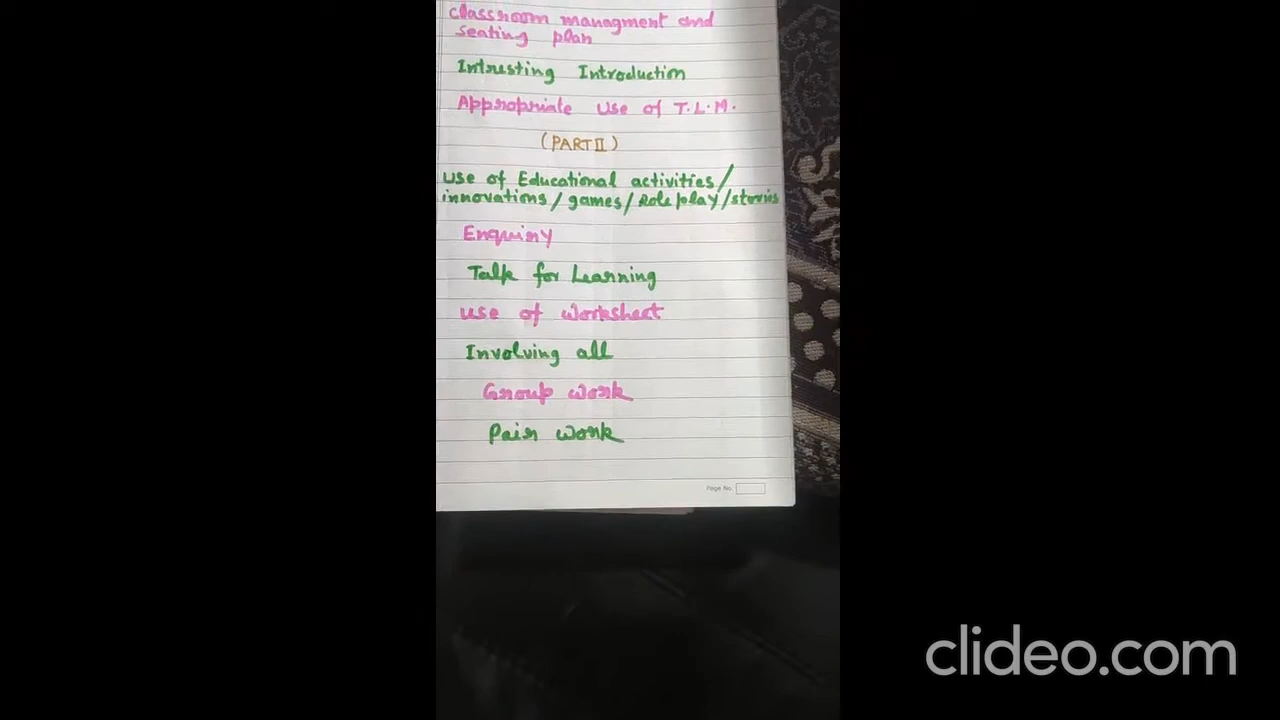 classroom managment and
seating plan
Intresting Introduction
Appropriate use of T.L.M.
(PART II)
use of Educational activities/
innovations/games/Role play/stories
Enquiry
Talk for Learning
use of worksheet
Involving all
Group work
Pair work
Page No.
clideo.com